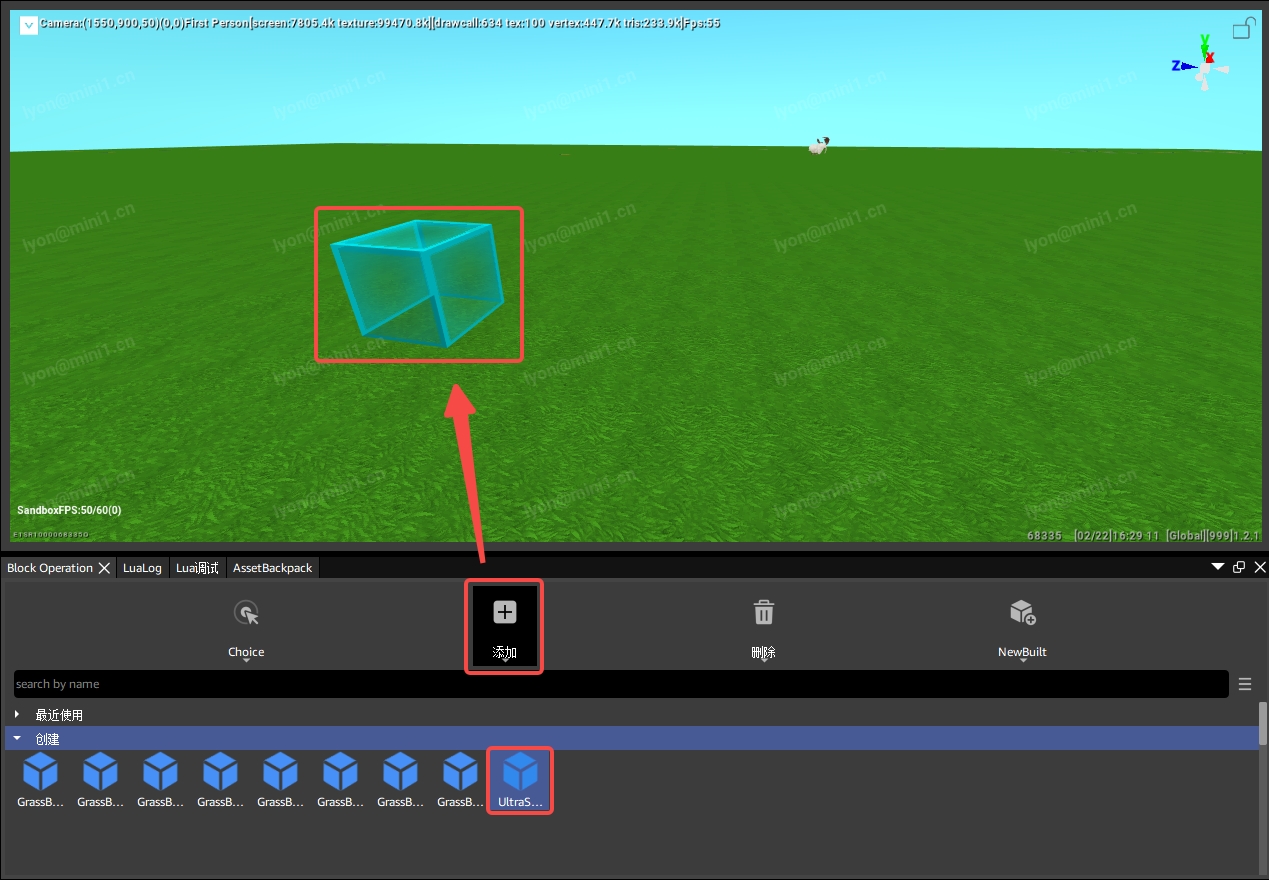 Camera:(1550,900,50)(0,0)First Person[screen:7805.4k texture:99470.8k][drawcall:634 tex:100 vertex:447.7k tris:233.9k]Fps:55
Y
X
Z
lyon@mini1.cn lyon@mini1.cn lyon@mini1.cn lyon@mini1.cn lyon@mini1.cn
lyon@mini1.cn lyon@mini1.cn lyon@mini1.cn lyon@mini1.cn lyon@mini1.cn
lyon@mini1.cn lyon@mini1.cn lyon@mini1.cn lyon@mini1.cn lyon@mini1.cn
lyon@mini1.cn lyon@mini1.cn lyon@mini1.cn lyon@mini1.cn lyon@mini1.cn
SandboxFPS:50/60(0)
68335 [02/22]16:29 11 [Global][999]1.2.1
Block Operation LuaLog Lua调试 AssetBackpack
Choice 添加 删除 NewBuilt
search by name
最近使用
创建
GrassB... GrassB... GrassB... GrassB... GrassB... GrassB... GrassB... GrassB... UltraS...